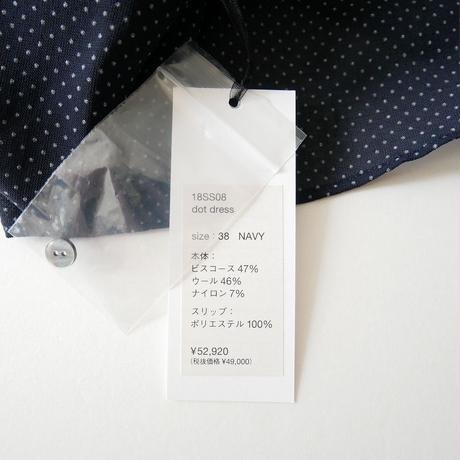 18SS08
dot dress
size：38 NAVY
本体：
ビスコース 47%
ウール 46%
ナイロン 7%
スリップ：
ポリエステル 100%
¥52,920
(税抜価格 ¥49,000)